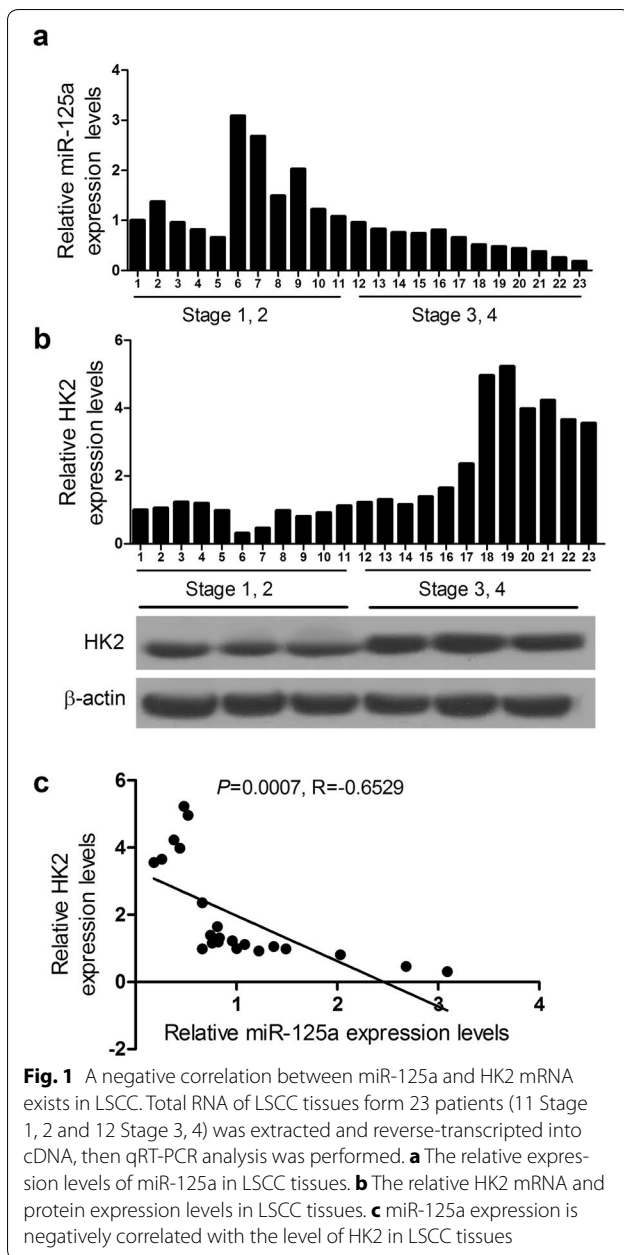 a
Relative miR-125a
expression levels
4
3
2
1
0
1 2 3 4 5 6 7 8 9 10 11 12 13 14 15 16 17 18 19 20 21 22 23
Stage 1, 2 Stage 3, 4
b
Relative HK2
expression levels
6
4
2
0
1 2 3 4 5 6 7 8 9 10 11 12 13 14 15 16 17 18 19 20 21 22 23
Stage 1, 2 Stage 3, 4
HK2
β-actin
c
P=0.0007, R=-0.6529
Relative HK2
expression levels
6
4
2
0
-2
1 2 3 4
Relative miR-125a expression levels
Fig. 1 A negative correlation between miR-125a and HK2 mRNA
exists in LSCC. Total RNA of LSCC tissues form 23 patients (11 Stage
1, 2 and 12 Stage 3, 4) was extracted and reverse-transcripted into
cDNA, then qRT-PCR analysis was performed. a The relative expres-
sion levels of miR-125a in LSCC tissues. b The relative HK2 mRNA and
protein expression levels in LSCC tissues. c miR-125a expression is
negatively correlated with the level of HK2 in LSCC tissues